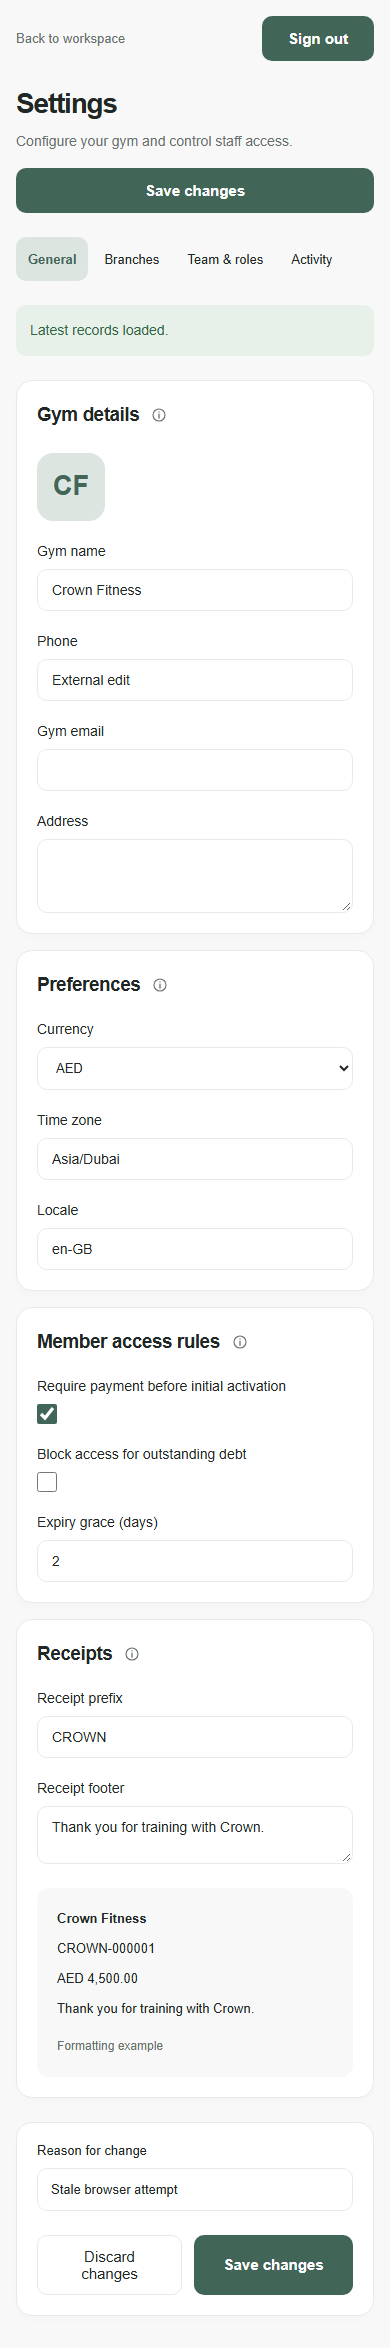 Back to workspace
Sign out
Settings
Configure your gym and control staff access.
Save changes
General Branches Team & roles Activity
Latest records loaded.
Gym details
CF
Gym name
Crown Fitness
Phone
External edit
Gym email
Address
Preferences
Currency
AED
Time zone
Asia/Dubai
Locale
en-GB
Member access rules
Require payment before initial activation
Block access for outstanding debt
Expiry grace (days)
2
Receipts
Receipt prefix
CROWN
Receipt footer
Thank you for training with Crown.
Crown Fitness
CROWN-000001
AED 4,500.00
Thank you for training with Crown.
Formatting example
Reason for change
Stale browser attempt
Discard
changes
Save changes